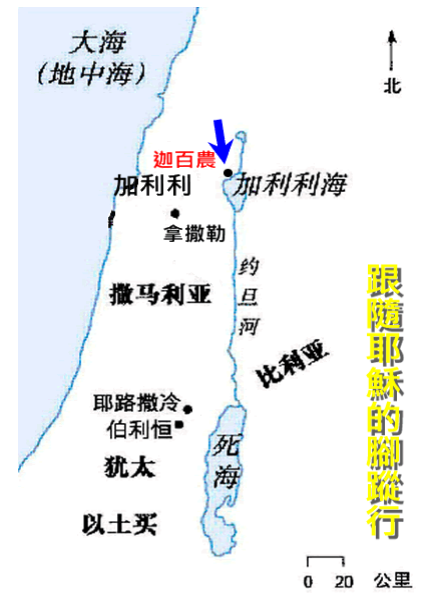 大海
(地中海)
北
迦百農
加利利
加利利海
拿撒勒
约旦河
撒马利亚
比利亚
跟隨耶穌的腳蹤行
耶路撒冷
伯利恒
死海
犹太
以土买
0 20 公里